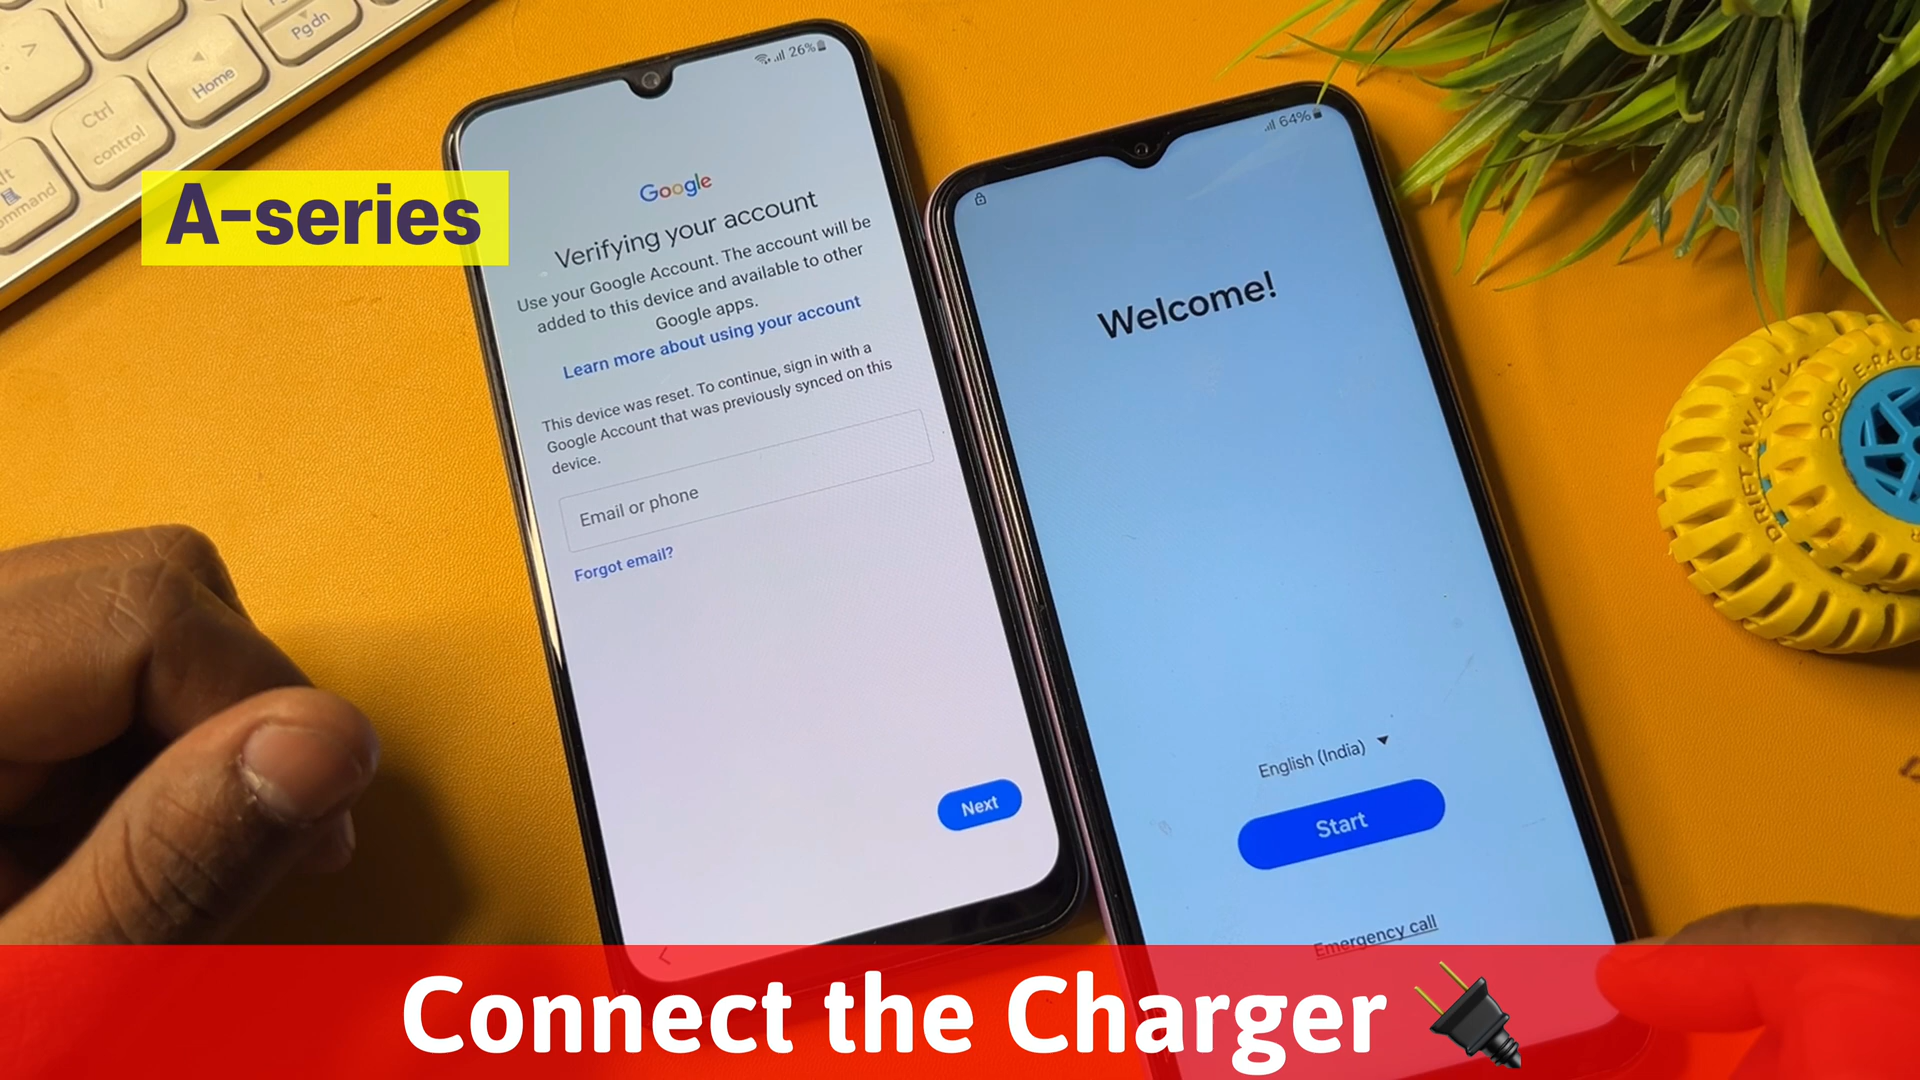 Pgdn
Home
Ctrl
control
A-series
26%
Google
Verifying your account
Use your Google Account. The account will be
added to this device and available to other
Google apps.
Learn more about using your account
This device was reset. To continue, sign in with a
Google Account that was previously synced on this
device.
Email or phone
Forgot email?
Next
64%
Welcome!
English (India)
Start
Emergency call
DRIFT AWAY
E-RACE
Connect the Charger